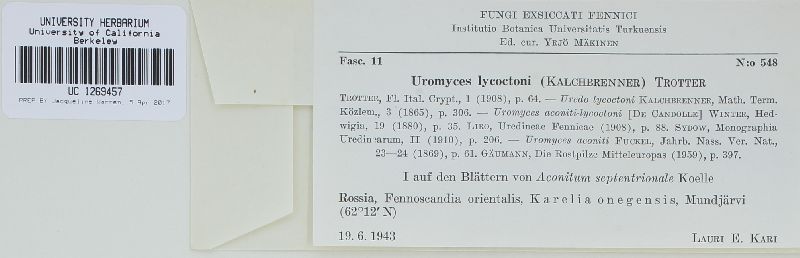 UNIVERSITY HERBARIUM
University of California
Berkeley
UC 1269457
PREP BY Jacqueline Warren, 5 Apr 2017
FUNGI EXSICCATI FENNICI
Instituto Botanica Universitatis Turkuensis
Ed. cur. YRJÖ MÄKINEN
Fasc. 11 N:o 548
Uromyces lycoctoni (KALCHBRENNER) TROTTER
TROTTER, Fl. Ital. Crypt., 1 (1908), p. 64. — Uredo lycoctoni KALCHBRENNER, Math. Term.
Közlem., 3 (1865), p. 306. — Uromyces aconiti-lycoctoni [DE CANDOLLE] WINTER, Hed-
wigia, 19 (1880), p. 35. LIRO, Uredineae Fennicae (1908), p. 88. SYDOW, Monographia
Uredinearum, II (1910), p. 206. — Uromyces aconiti FUCKEL, Jahrb. Nass. Ver. Nat.,
23—24 (1869), p. 61. GÄUMANN, Die Rostpilze Mitteleuropas (1959), p. 397.
I auf den Blättern von Aconitum septentrionale Koelle
Rossia, Fennoscandia orientalis, Karelia onegensis, Mundjärvi
(62°12′ N)
19. 6. 1943 LAURI E. KARI